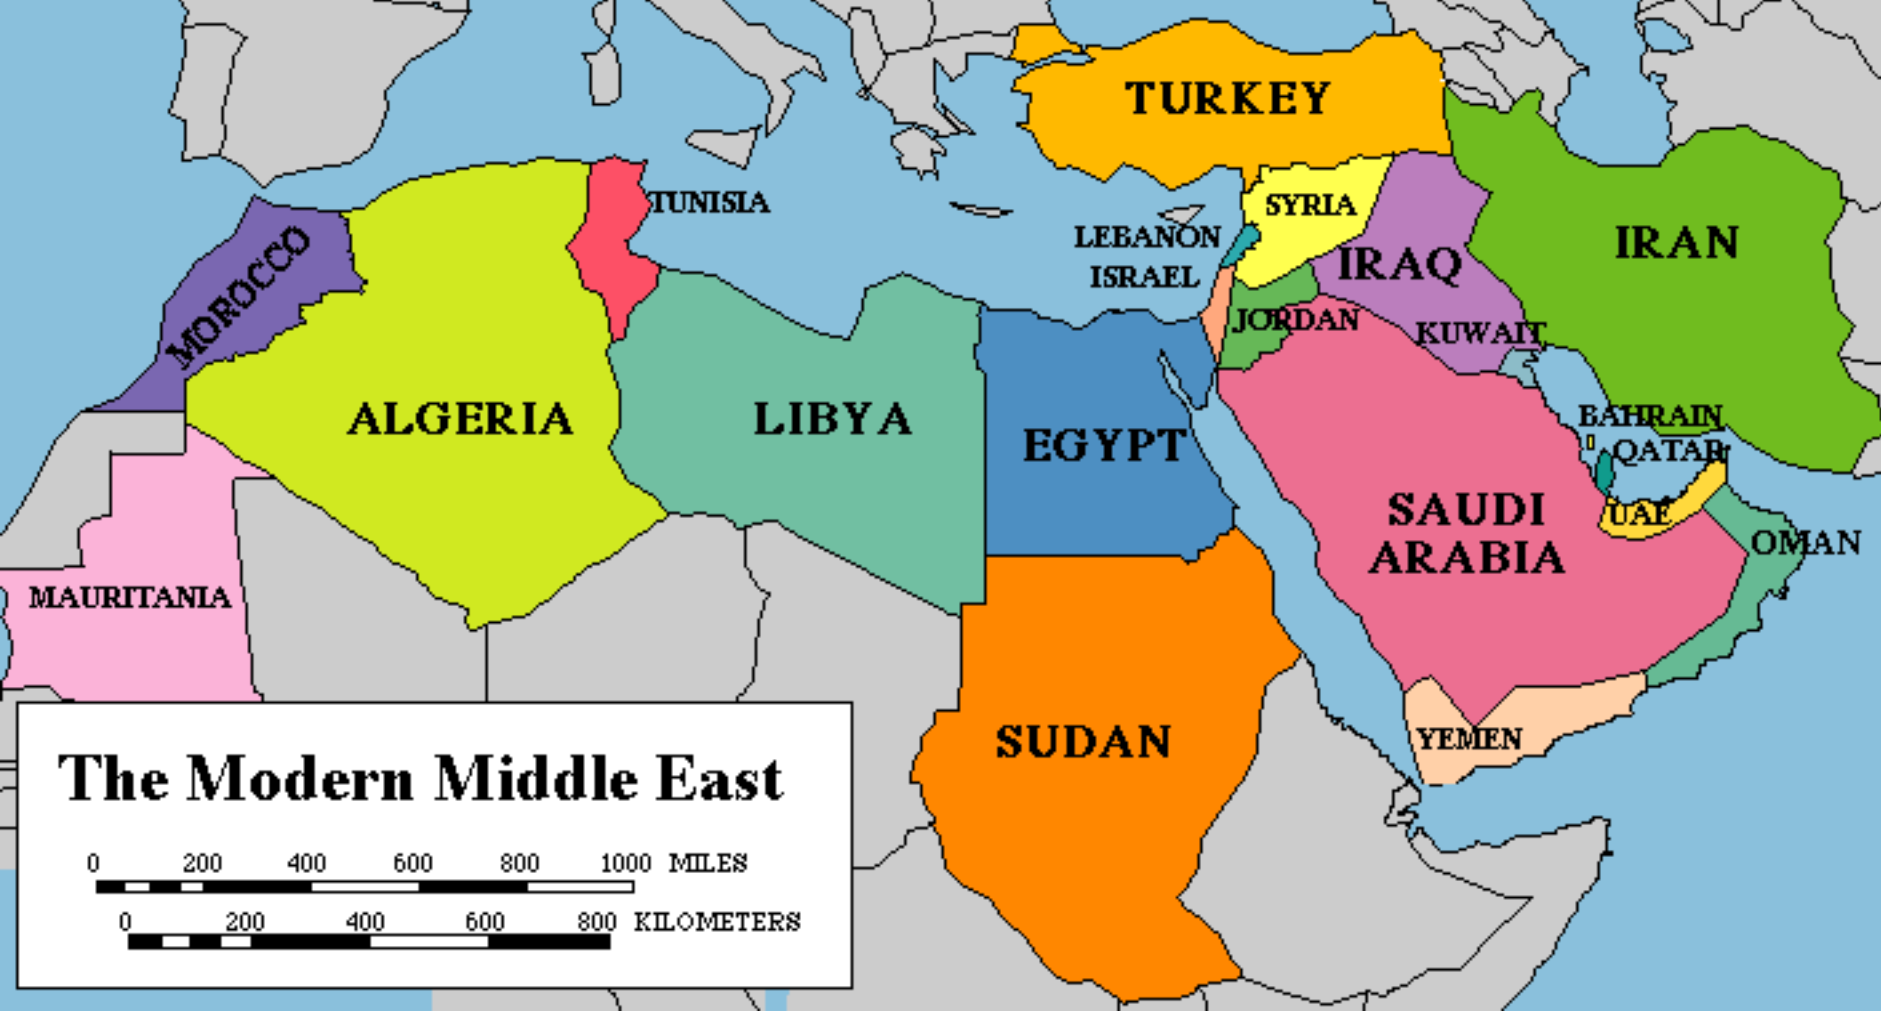 TURKEY
TUNISIA
SYRIA
LEBANON
ISRAEL
IRAQ
IRAN
MOROCCO
JORDAN
KUWAIT
ALGERIA
LIBYA
EGYPT
BAHRAIN
QATAR
SAUDI
ARABIA
UAE
OMAN
MAURITANIA
SUDAN
YEMEN
The Modern Middle East
0 200 400 600 800 1000 MILES
0 200 400 600 800 KILOMETERS